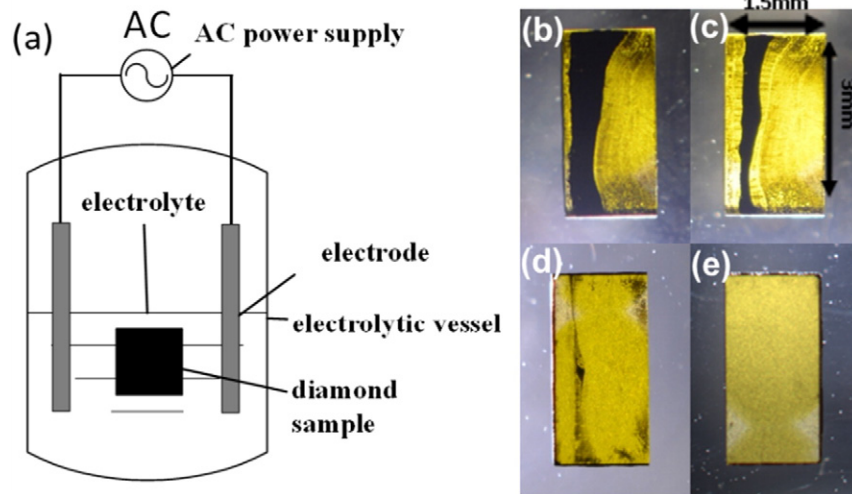 (a)
AC
AC power supply
electrolyte
electrode
electrolytic vessel
diamond
sample
(b)
(c)
1.5mm
3mm
(d)
(e)